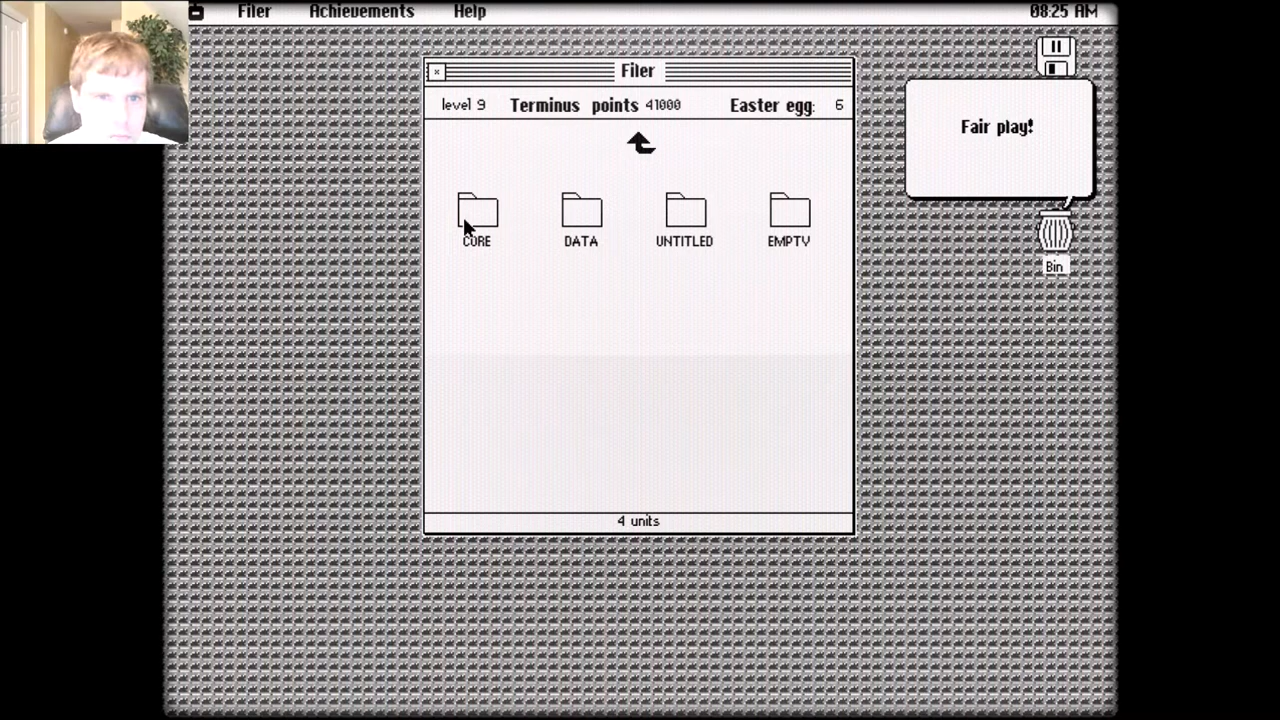 Filer Achievements Help 08:25 AM
Filer
level 9 Terminus points 41000 Easter egg: 6
Fair play!
CORE DATA UNTITLED EMPTY
Bin
4 units